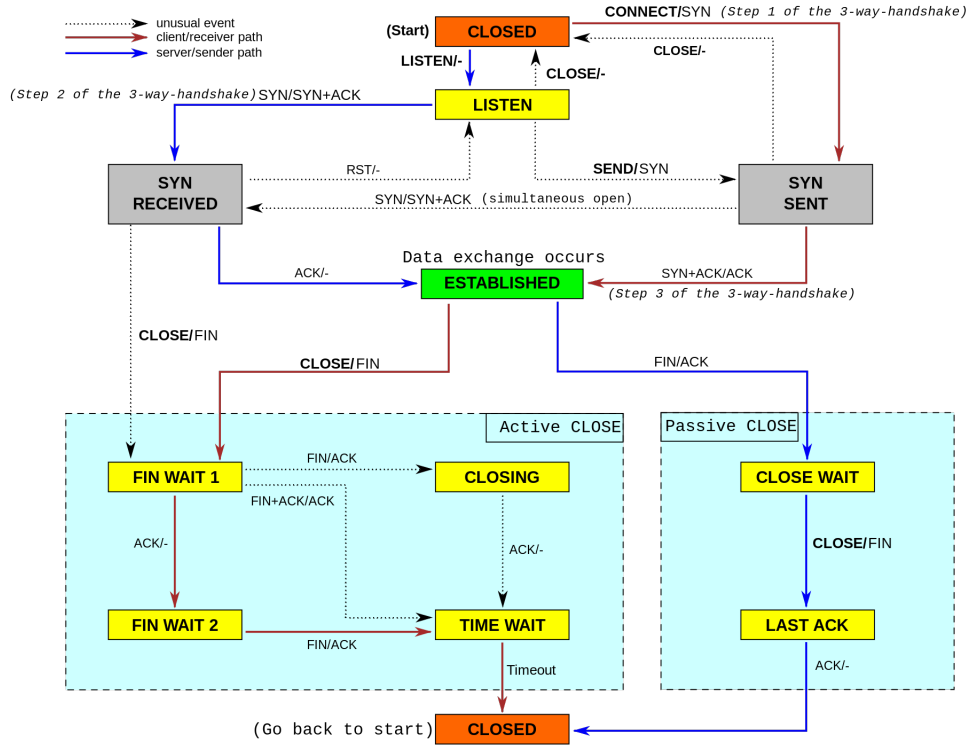 unusual event
client/receiver path
server/sender path
(Start)
CLOSED
CONNECT/SYN (Step 1 of the 3-way-handshake)
CLOSE/-
LISTEN/-
CLOSE/-
(Step 2 of the 3-way-handshake) SYN/SYN+ACK
LISTEN
RST/-
SEND/SYN
SYN
RECEIVED
SYN
SENT
SYN/SYN+ACK (simultaneous open)
Data exchange occurs
ACK/-
ESTABLISHED
SYN+ACK/ACK
(Step 3 of the 3-way-handshake)
CLOSE/FIN
CLOSE/FIN
FIN/ACK
Active CLOSE
Passive CLOSE
FIN WAIT 1
FIN/ACK
CLOSING
CLOSE WAIT
FIN+ACK/ACK
ACK/-
ACK/-
CLOSE/FIN
FIN WAIT 2
FIN/ACK
TIME WAIT
LAST ACK
Timeout
ACK/-
(Go back to start)
CLOSED